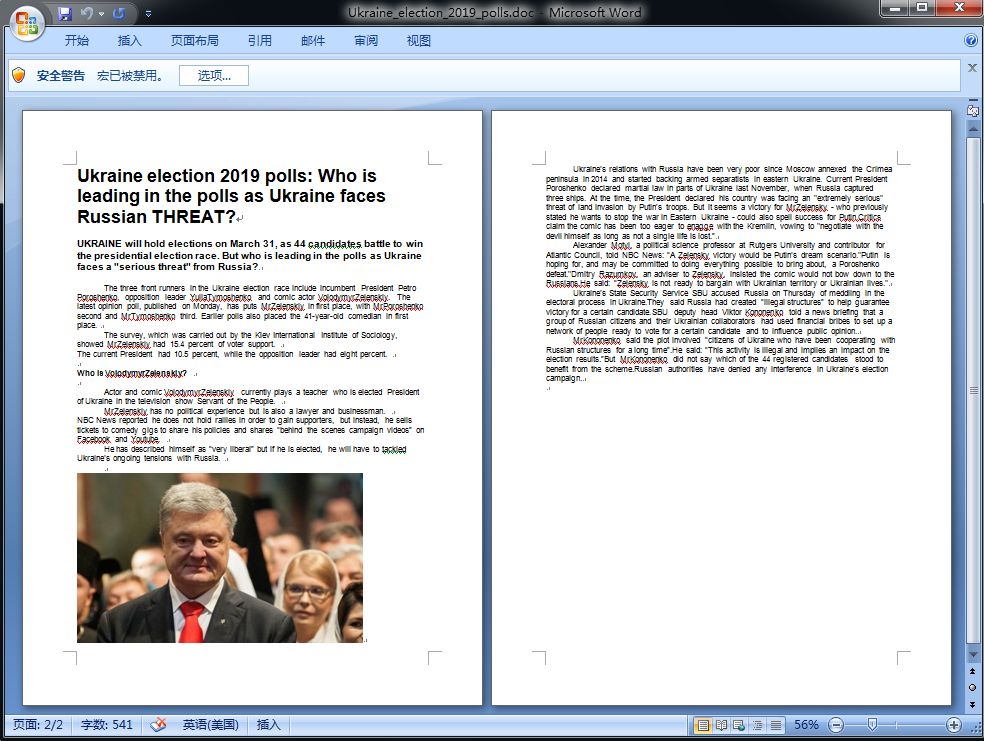 Ukraine_election_2019_polls.doc - Microsoft Word
开始 插入 页面布局 引用 邮件 审阅 视图
安全警告 宏已被禁用。 选项...
Ukraine election 2019 polls: Who is
leading in the polls as Ukraine faces
Russian THREAT?
UKRAINE will hold elections on March 31, as 44 candidates battle to win
the presidential election race. But who is leading in the polls as Ukraine
faces a "serious threat" from Russia?
The three front runners in the Ukraine election race include incumbent President Petro
Poroshenko, opposition leader YuliaTymoshenko and comic actor VolodymyrZelenskiy. The
latest opinion poll, published on Monday, has puts MrZelensky in first place, with MrPoroshenko
second and MrTymoshenko third. Earlier polls also placed the 41-year-old comedian in first
place.
The survey, which was carried out by the Kiev International Institute of Sociology,
showed MrZelensky had 15.4 percent of voter support.
The current President had 10.5 percent, while the opposition leader had eight percent.
Who is VolodymyrZelenskiy?
Actor and comic VolodymyrZelenskiy currently plays a teacher who is elected President
of Ukraine in the television show Servant of the People.
MrZelensky has no political experience but is also a lawyer and businessman.
NBC News reported he does not hold rallies in order to gain supporters, but instead, he sells
tickets to comedy gigs to share his policies and shares "behind the scenes campaign videos" on
Facebook and Youtube.
He has described himself as "very liberal" but if he is elected, he will have to tackled
Ukraine's ongoing tensions with Russia.
Ukraine's relations with Russia have been very poor since Moscow annexed the Crimea
peninsula in 2014 and started backing armed separatists in eastern Ukraine. Current President
Poroshenko declared martial law in parts of Ukraine last November, when Russia captured
three ships. At the time, the President declared his country was facing an "extremely serious"
threat of land invasion by Putin's troops. But it seems a victory for MrZelensky - who previously
stated he wants to stop the war in Eastern Ukraine - could also spell success for Putin.Critics
claim the comic has been too eager to enagge with the Kremlin, vowing to "negotiate with the
devil himself as long as not a single life is lost."
Alexander Motyl, a political science professor at Rutgers University and contributor for
Atlantic Council, told NBC News: "A Zelensky victory would be Putin's dream scenario."Putin is
hoping for, and may be committed to doing everything possible to bring about, a Poroshenko
defeat."Dmitry Razumkov, an adviser to Zelensky, insisted the comic would not bow down to the
Russians.He said: "Zelensky is not ready to bargain with Ukrainian territory or Ukrainian lives."
Ukraine's State Security Service SBU accused Russia on Thursday of meddling in the
electoral process in Ukraine.They said Russia had created "illegal structures" to help guarantee
victory for a certain candidate.SBU deputy head Viktor Kononenko told a news briefing that a
group of Russian citizens and their Ukrainian collaborators had used financial bribes to set up a
network of people ready to vote for a certain candidate and to influence public opinion.
MrKononenko said the plot involved "citizens of Ukraine who have been cooperating with
Russian structures for a long time".He said: "This activity is illegal and implies an impact on the
election results."But MrKononenko did not say which of the 44 registered candidates stood to
benefit from the scheme.Russian authorities have denied any interference in Ukraine's election
campaign.
页面: 2/2 字数: 541 英语(美国) 插入 56%